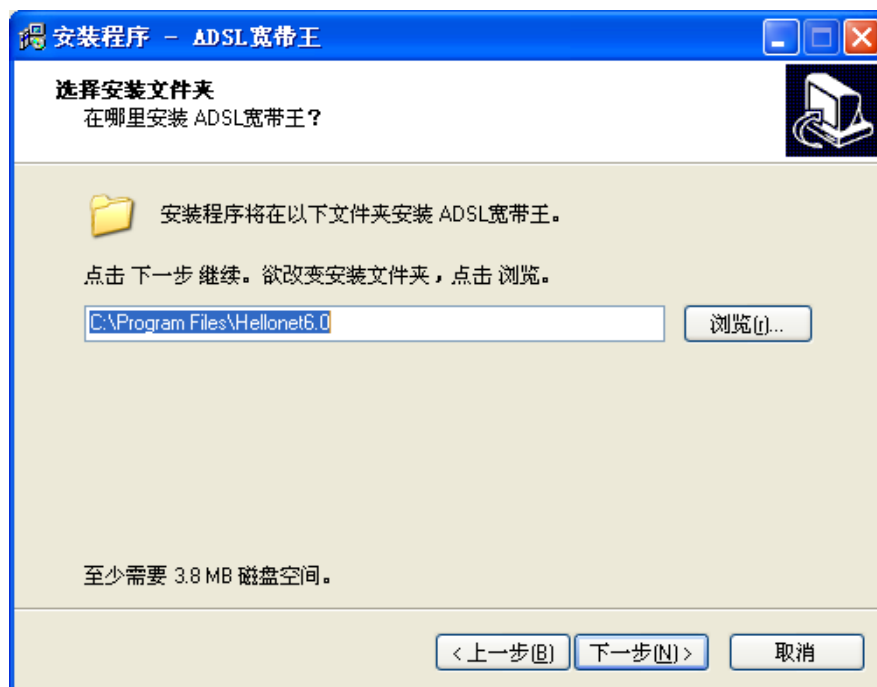 安装程序 - ADSL宽带王
选择安装文件夹
在哪里安装 ADSL宽带王?
安装程序将在以下文件夹安装 ADSL宽带王。
点击 下一步 继续。欲改变安装文件夹，点击 浏览。
C:\Program Files\Hellonet6.0
浏览(r)...
至少需要 3.8 MB 磁盘空间。
< 上一步(B) 下一步(N) > 取消